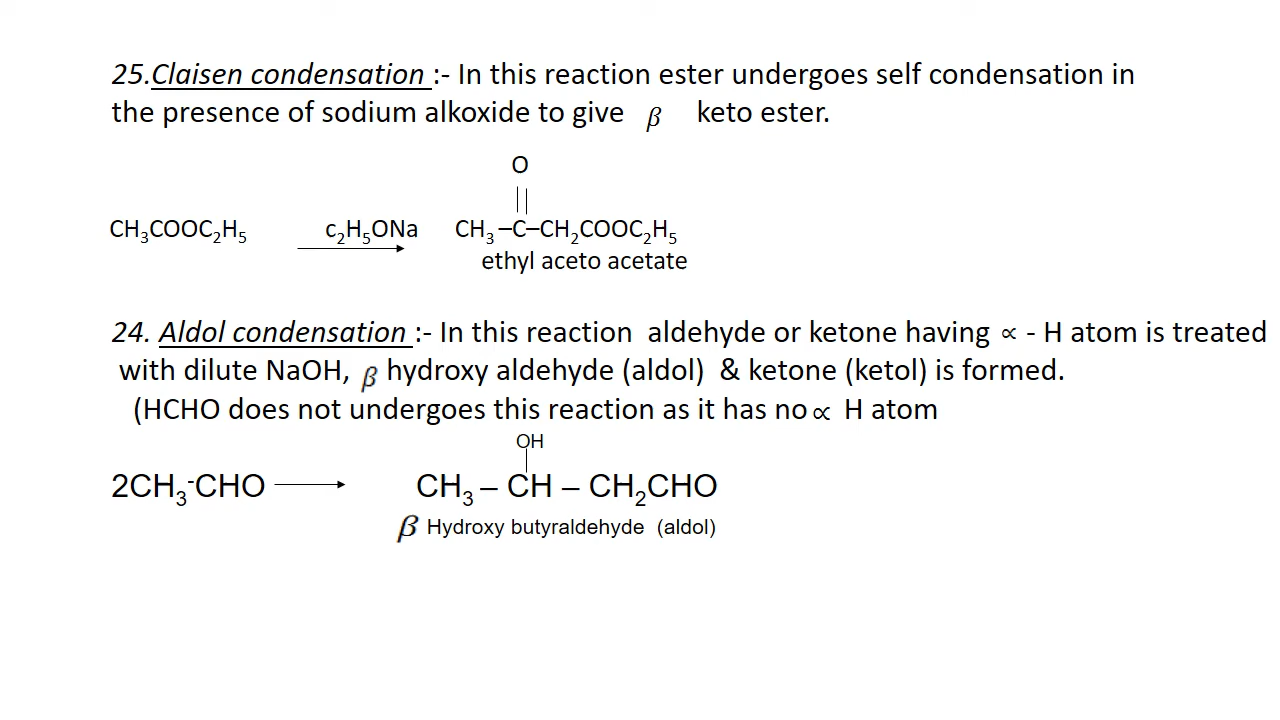 25.Claisen condensation :- In this reaction ester undergoes self condensation in
the presence of sodium alkoxide to give β keto ester.
O
||
CH₃COOC₂H₅ c₂H₅ONa CH₃ –C–CH₂COOC₂H₅
ethyl aceto acetate
24. Aldol condensation :- In this reaction aldehyde or ketone having ∝ - H atom is treated
with dilute NaOH, β hydroxy aldehyde (aldol) & ketone (ketol) is formed.
(HCHO does not undergoes this reaction as it has no ∝ H atom
OH
2CH₃-CHO ⟶ CH₃ – CH – CH₂CHO
β Hydroxy butyraldehyde (aldol)